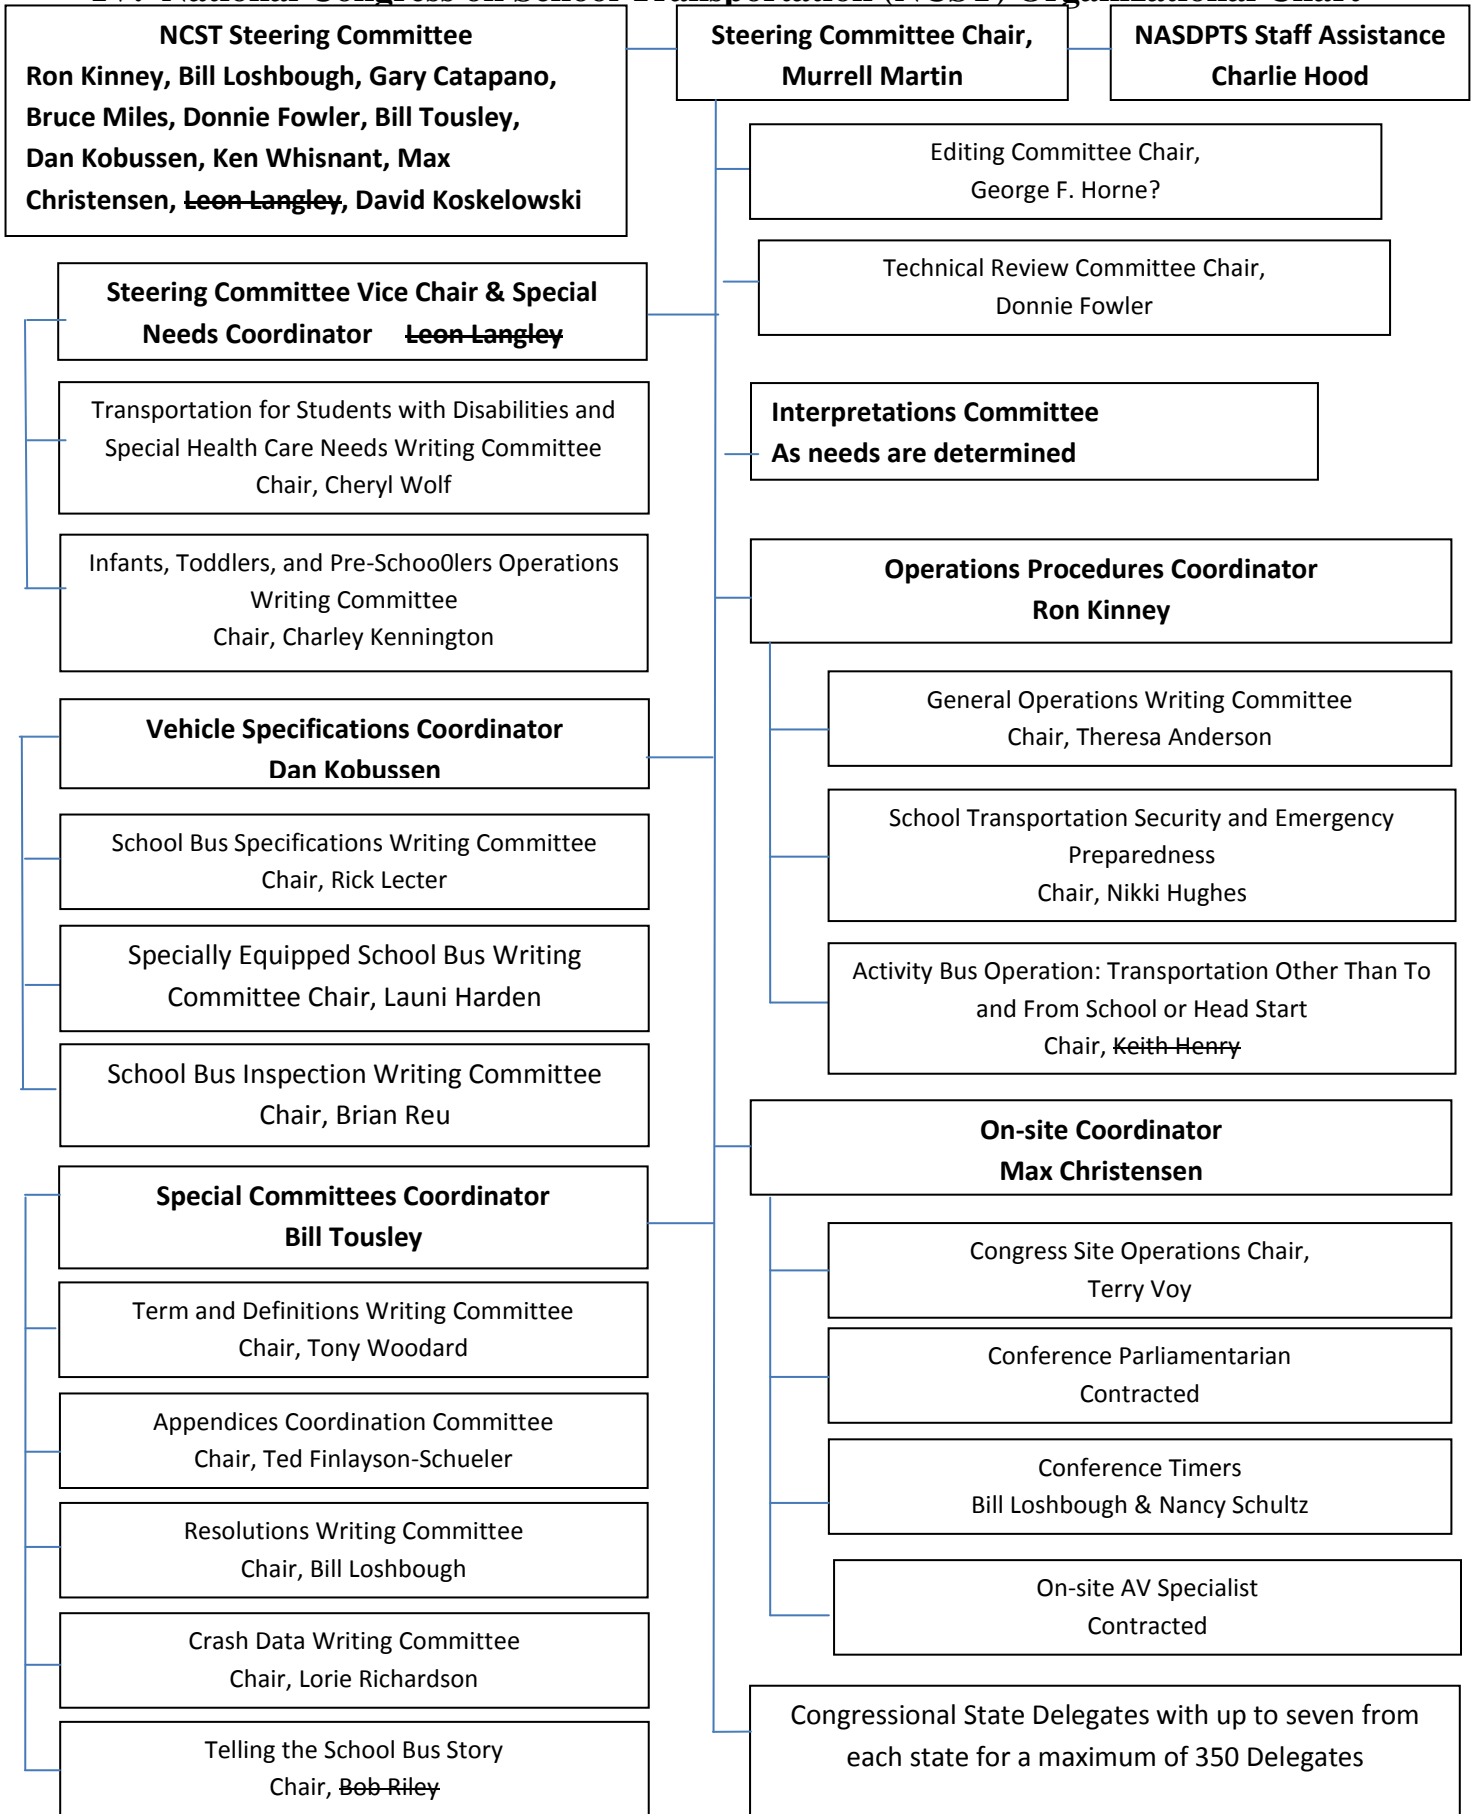 IV. National Congress on School Transportation (NCST) Organizational Chart
NCST Steering Committee
Ron Kinney, Bill Loshbough, Gary Catapano,
Bruce Miles, Donnie Fowler, Bill Tousley,
Dan Kobussen, Ken Whisnant, Max
Christensen, Leon Langley, David Koskelowski
Steering Committee Chair,
Murrell Martin
NASDPTS Staff Assistance
Charlie Hood
Editing Committee Chair,
George F. Horne?
Technical Review Committee Chair,
Donnie Fowler
Steering Committee Vice Chair & Special
Needs Coordinator Leon Langley
Transportation for Students with Disabilities and
Special Health Care Needs Writing Committee
Chair, Cheryl Wolf
Infants, Toddlers, and Pre-Schoo0lers Operations
Writing Committee
Chair, Charley Kennington
Interpretations Committee
As needs are determined
Operations Procedures Coordinator
Ron Kinney
General Operations Writing Committee
Chair, Theresa Anderson
School Transportation Security and Emergency
Preparedness
Chair, Nikki Hughes
Activity Bus Operation: Transportation Other Than To
and From School or Head Start
Chair, Keith Henry
Vehicle Specifications Coordinator
Dan Kobussen
School Bus Specifications Writing Committee
Chair, Rick Lecter
Specially Equipped School Bus Writing
Committee Chair, Launi Harden
School Bus Inspection Writing Committee
Chair, Brian Reu
On-site Coordinator
Max Christensen
Congress Site Operations Chair,
Terry Voy
Conference Parliamentarian
Contracted
Conference Timers
Bill Loshbough & Nancy Schultz
On-site AV Specialist
Contracted
Special Committees Coordinator
Bill Tousley
Term and Definitions Writing Committee
Chair, Tony Woodard
Appendices Coordination Committee
Chair, Ted Finlayson-Schueler
Resolutions Writing Committee
Chair, Bill Loshbough
Crash Data Writing Committee
Chair, Lorie Richardson
Telling the School Bus Story
Chair, Bob Riley
Congressional State Delegates with up to seven from
each state for a maximum of 350 Delegates